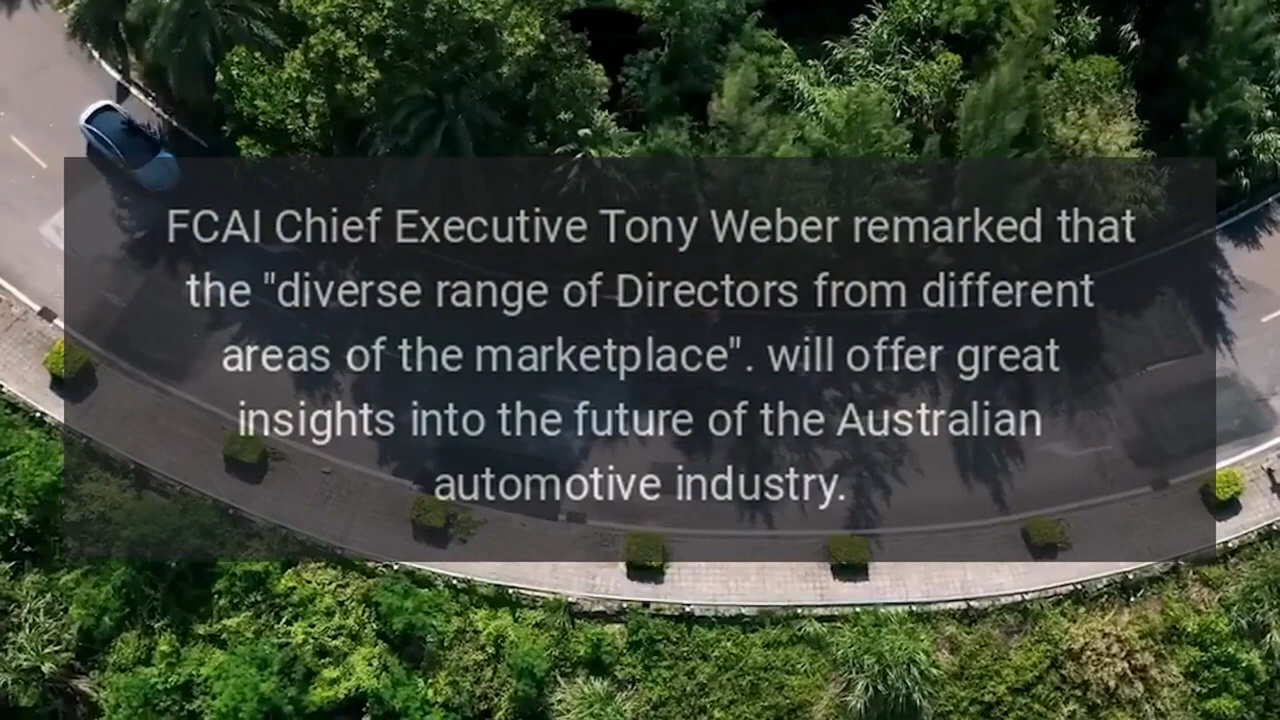 FCAI Chief Executive Tony Weber remarked that
the "diverse range of Directors from different
areas of the marketplace". will offer great
insights into the future of the Australian
automotive industry.